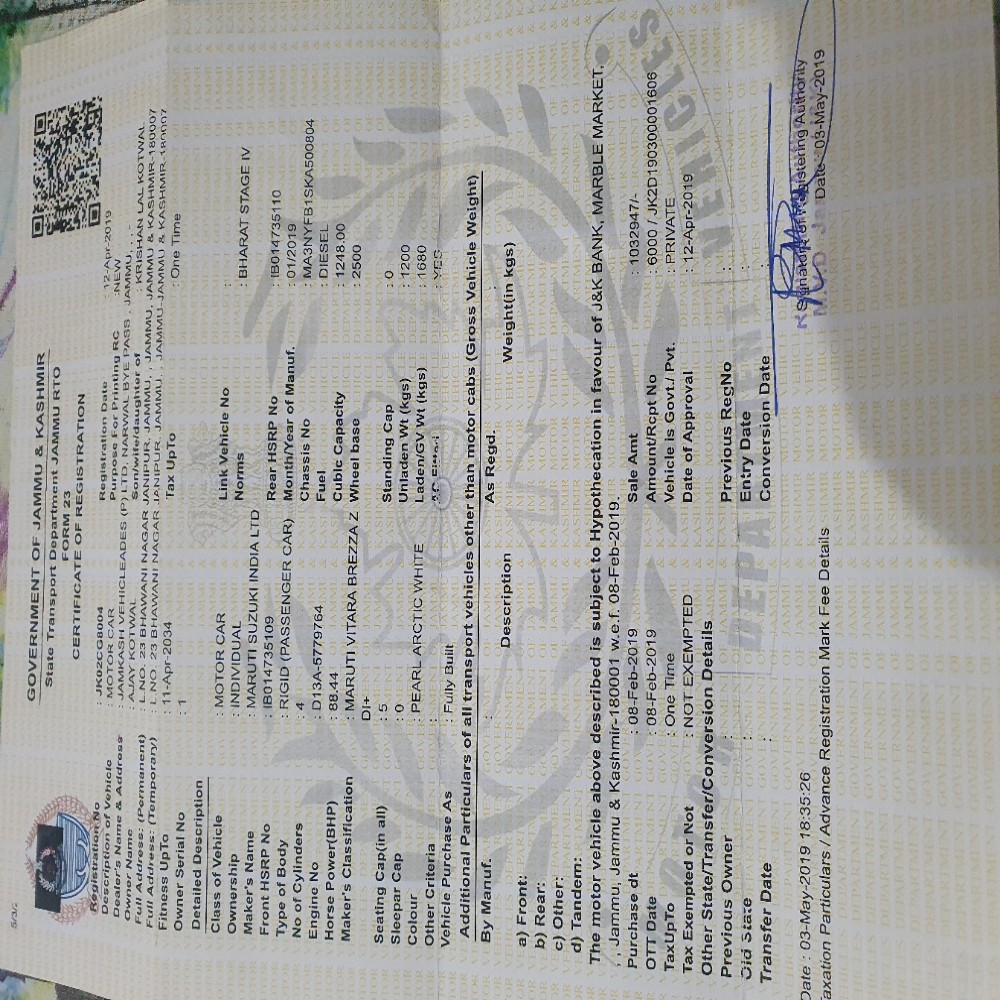 GOVERNMENT OF JAMMU & KASHMIR
State Transport Department JAMMU RTO
FORM 23
CERTIFICATE OF REGISTRATION
Registration No : JK02CG8004 Registration Date : 12-Apr-2019
Description of Vehicle : MOTOR CAR Purpose For Printing RC : NEW
Dealer's Name & Address : JAMKASH VEHICLEADES (P) LTD, NARWAL BYE PASS , JAMMU, , -
Owner Name : AJAY KOTWAL Son/wife/daughter of : KRISHAN LAL KOTWAL
Full Address: (Permanent) : L.NO. 23 BHAWANI NAGAR JANIPUR, JAMMU, , JAMMU, JAMMU & KASHMIR-180007
Full Address: (Temporary) : L.NO. 23 BHAWANI NAGAR JANIPUR, JAMMU, , JAMMU-JAMMU & KASHMIR-180007
Fitness UpTo : 11-Apr-2034 Tax UpTo : One Time
Owner Serial No : 1
Detailed Description
Class of Vehicle : MOTOR CAR Link Vehicle No :
Ownership : INDIVIDUAL Norms : BHARAT STAGE IV
Maker's Name : MARUTI SUZUKI INDIA LTD
Front HSRP No : IB014735109 Rear HSRP No : IB014735110
Type of Body : RIGID (PASSENGER CAR) Month/Year of Manuf. : 01/2019
No of Cylinders : 4 Chassis No : MA3NYFB1SKA500804
Engine No : D13A-5779764 Fuel : DIESEL
Horse Power(BHP) : 88.44 Cubic Capacity : 1248.00
Maker's Classification : MARUTI VITARA BREZZA Z Wheel base : 2500
DI+
Seating Cap(in all) : 5 Standing Cap : 0
Sleepar Cap : 0 Unladen Wt (kgs) : 1200
Colour : PEARL ARCTIC WHITE Laden/GV Wt (kgs) : 1680
Other Criteria : AC Fitted : YES
Vehicle Purchase As : Fully Built
Additional Particulars of all transport vehicles other than motor cabs (Gross Vehicle Weight)
By Manuf. : As Regd. :
Description Weight(in kgs)
a) Front:
b) Rear:
c) Other:
d) Tandem:
The motor vehicle above described is subject to Hypothecation in favour of J&K BANK, MARBLE MARKET,
, , Jammu, Jammu & Kashmir-180001 w.e.f. 08-Feb-2019.
Purchase dt : 08-Feb-2019 Sale Amt : 1032947/-
OTT Date : 08-Feb-2019 Amount/Rcpt No : 6000 / JK2D190300001606
TaxUpTo : One Time Vehicle Is Govt./ Pvt. : PRIVATE
Tax Exempted or Not : NOT EXEMPTED Date of Approval : 12-Apr-2019
Other State/Transfer/Conversion Details
Previous Owner : Previous RegNo :
Old State : Entry Date :
Transfer Date : Conversion Date :
Signature of Registering Authority
Date : 03-May-2019 18:35:26 Date : 03-May-2019
Taxation Particulars / Advance Registration Mark Fee Details
VEHICLES
DEPARTMENT